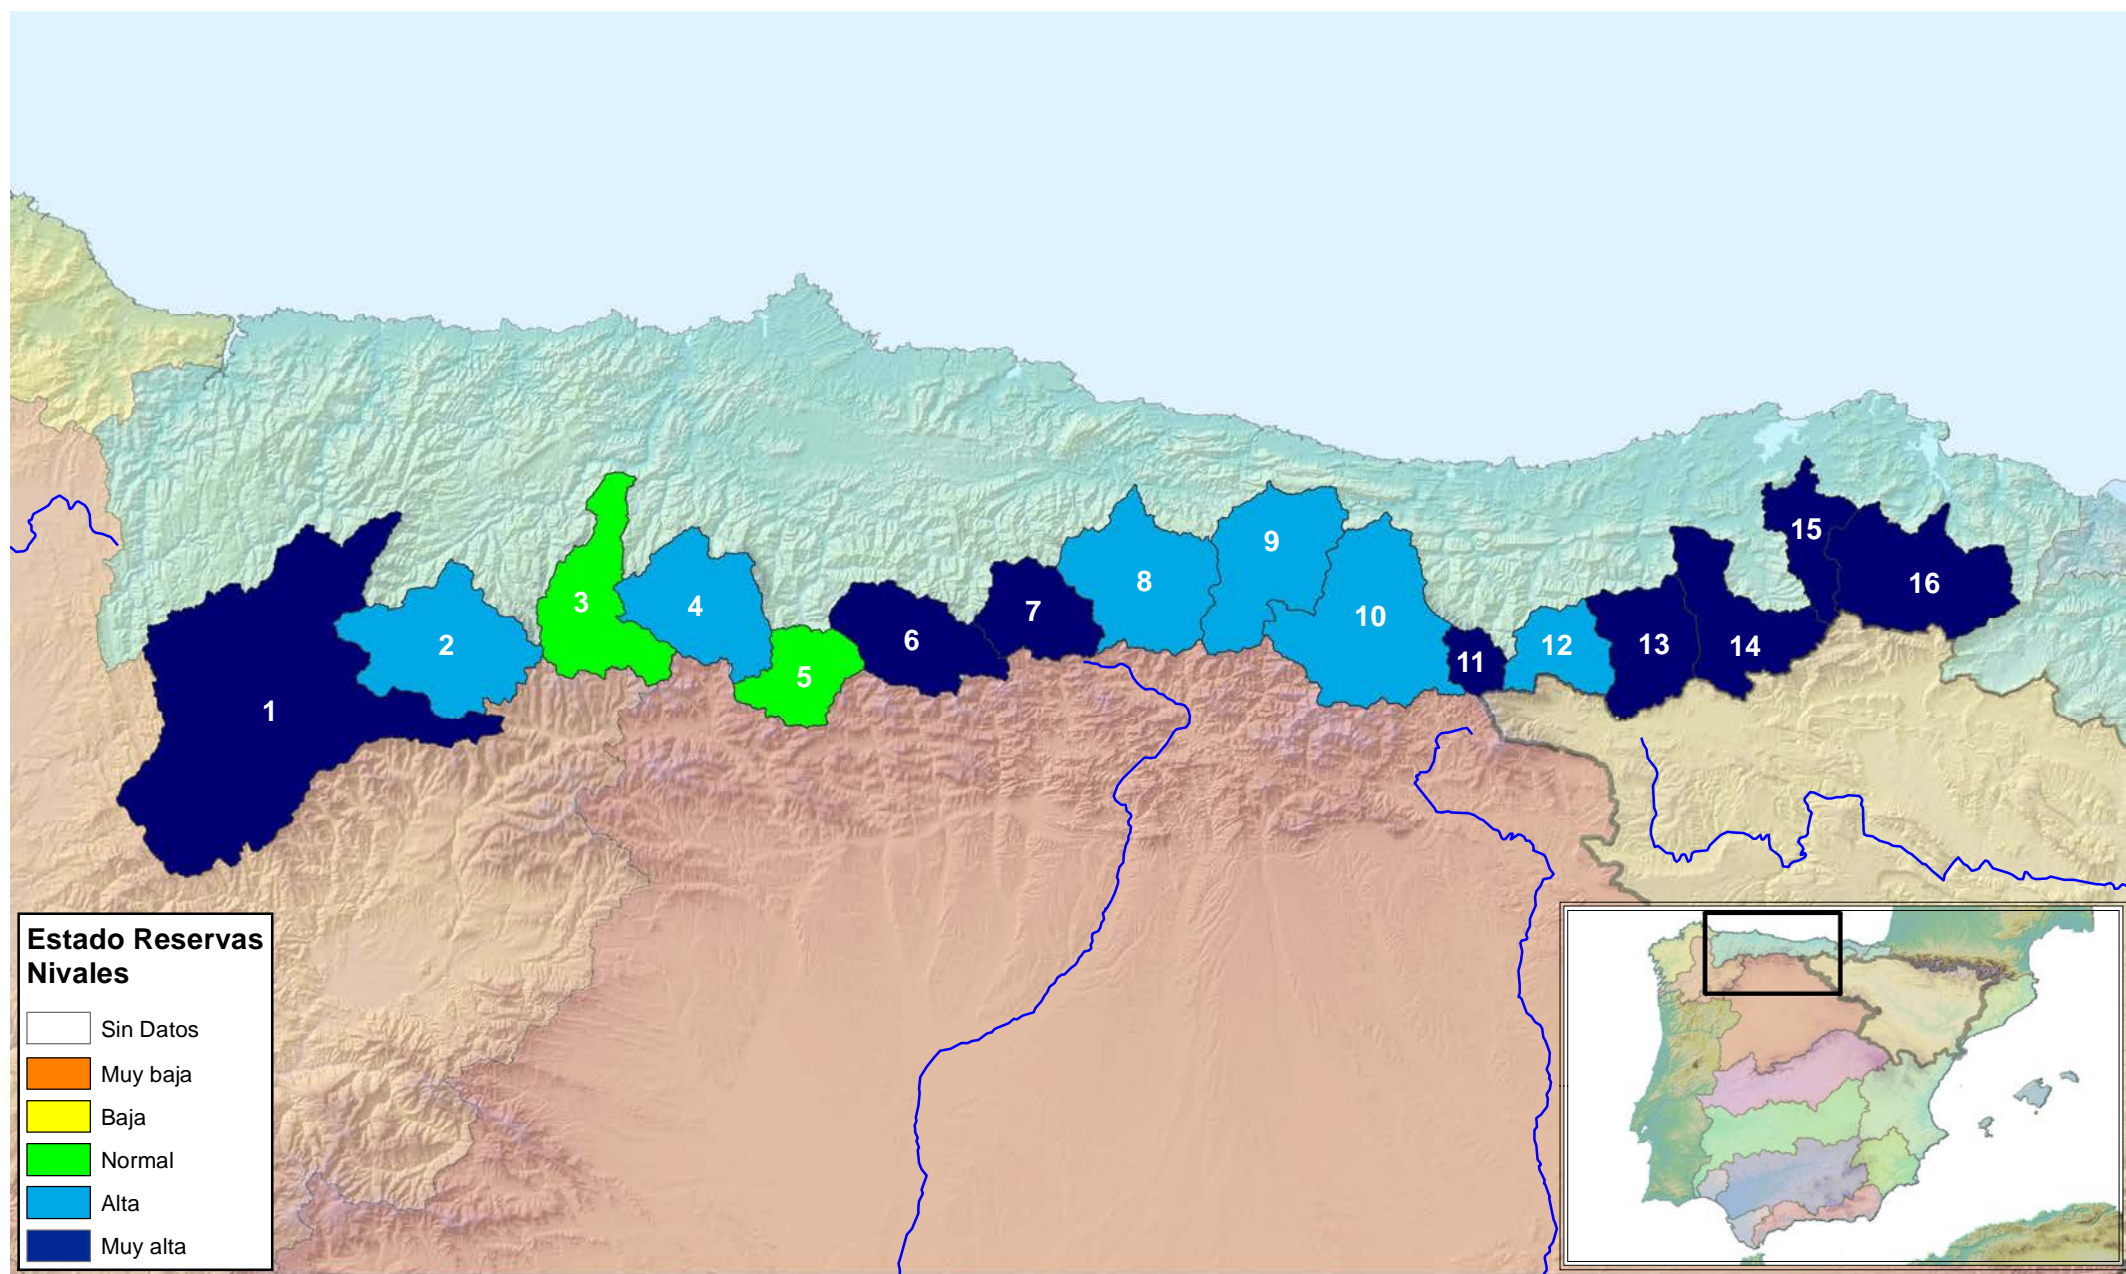 15
9
16
8
3
4
7
10
6
2
12
13
14
11
5
1
Estado Reservas
Nivales
Sin Datos
Muy baja
Baja
Normal
Alta
Muy alta